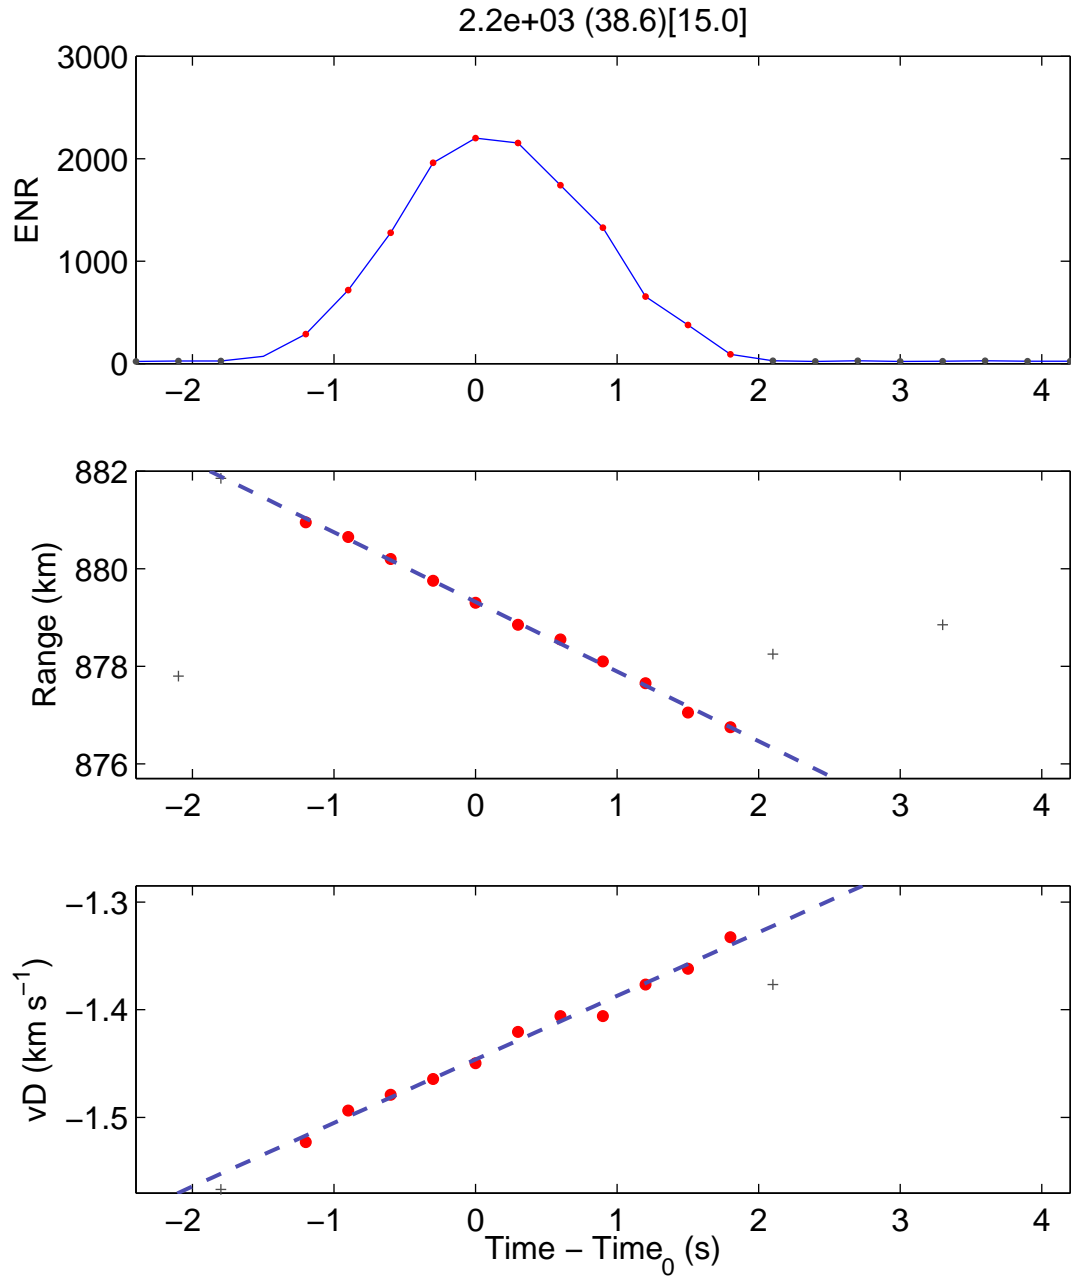 2.2e+03 (38.6)[15.0]
3000
2000
1000
0
ENR
−2 −1 0 1 2 3 4
882
880
878
876
Range (km)
−2 −1 0 1 2 3 4
−1.3
−1.4
−1.5
vD (km s⁻¹)
−2 −1 0 1 2 3 4
Time − Time₀ (s)